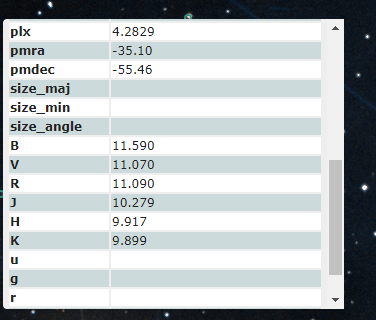 plx 4.2829
pmra -35.10
pmdec -55.46
size_maj
size_min
size_angle
B 11.590
V 11.070
R 11.090
J 10.279
H 9.917
K 9.899
u
g
r